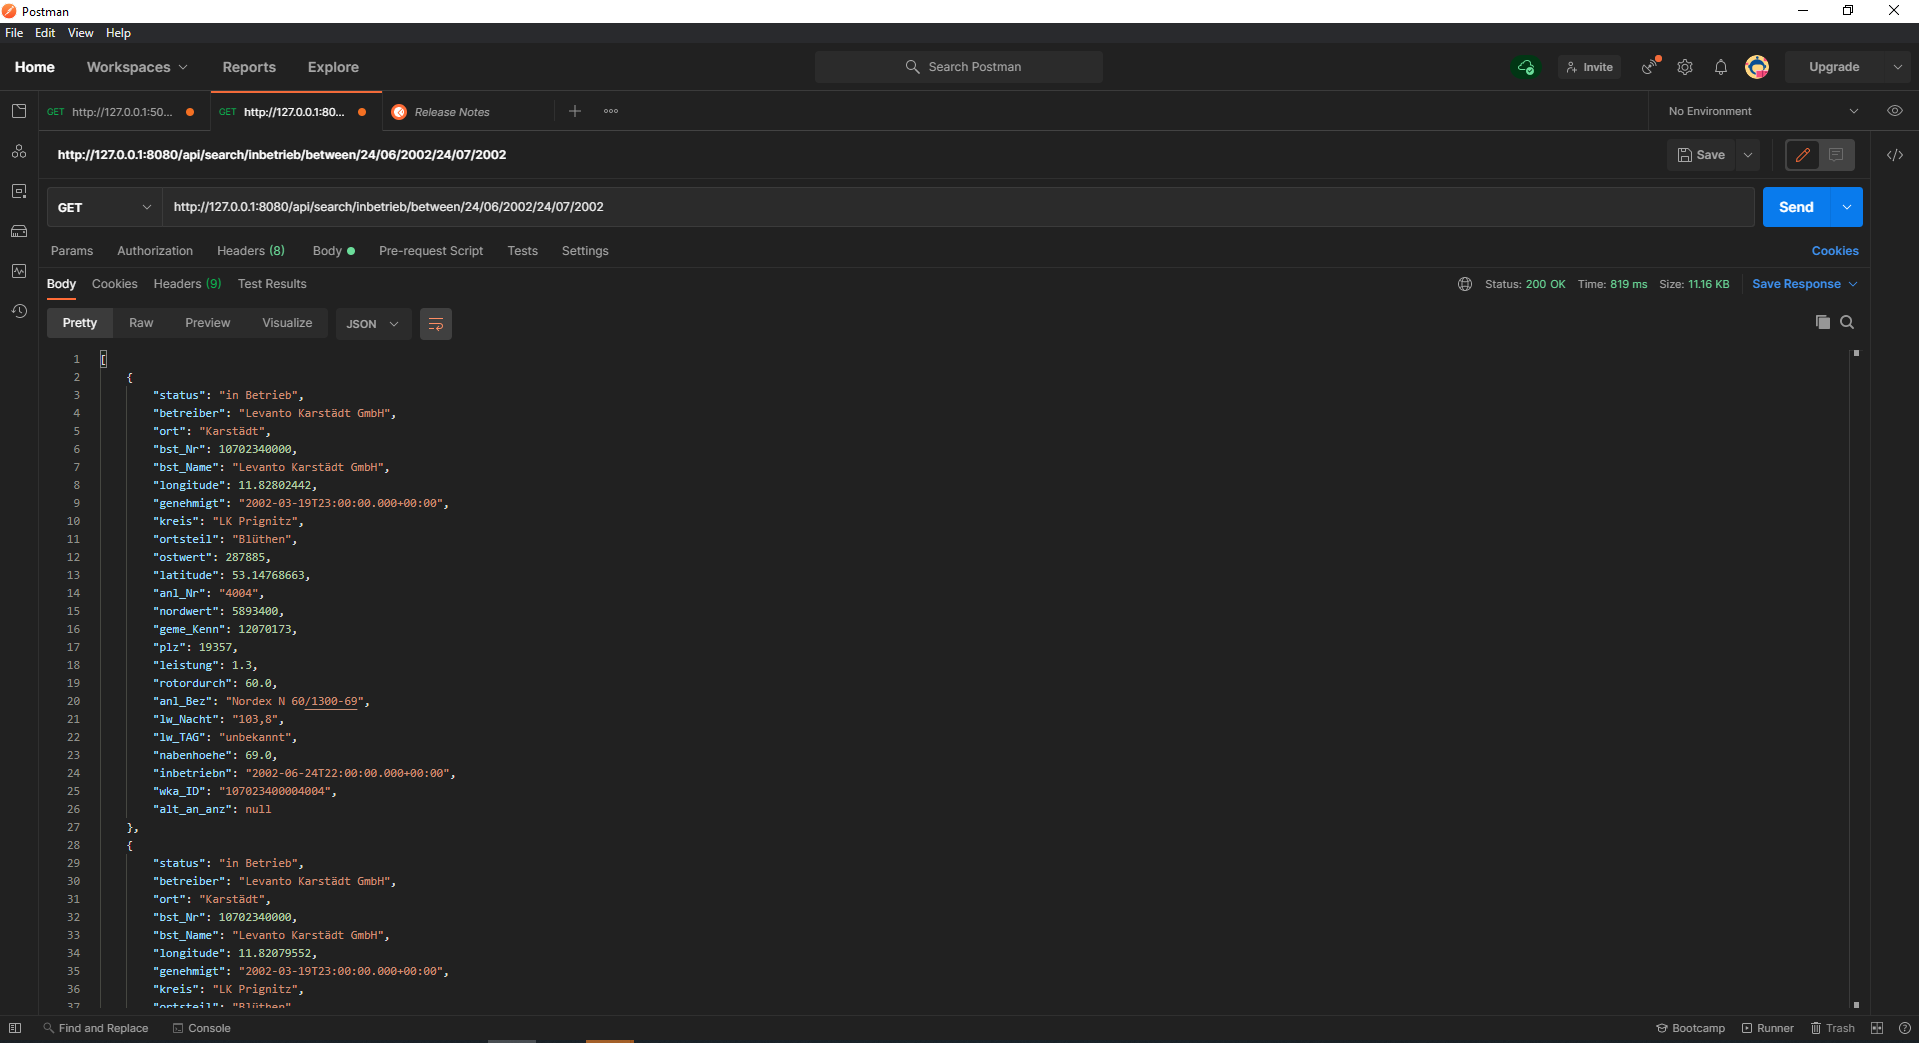 Postman
File Edit View Help
Home Workspaces Reports Explore Search Postman Invite Upgrade
GET http://127.0.0.1:50... GET http://127.0.0.1:80... Release Notes No Environment
http://127.0.0.1:8080/api/search/inbetrieb/between/24/06/2002/24/07/2002 Save
GET http://127.0.0.1:8080/api/search/inbetrieb/between/24/06/2002/24/07/2002 Send
Params Authorization Headers (8) Body Pre-request Script Tests Settings Cookies
Body Cookies Headers (9) Test Results Status: 200 OK Time: 819 ms Size: 11.16 KB Save Response
Pretty Raw Preview Visualize JSON
1 [
2 {
3 "status": "in Betrieb",
4 "betreiber": "Levanto Karstädt GmbH",
5 "ort": "Karstädt",
6 "bst_Nr": 10702340000,
7 "bst_Name": "Levanto Karstädt GmbH",
8 "longitude": 11.82802442,
9 "genehmigt": "2002-03-19T23:00:00.000+00:00",
10 "kreis": "LK Prignitz",
11 "ortsteil": "Blüthen",
12 "ostwert": 287885,
13 "latitude": 53.14768663,
14 "anl_Nr": "4004",
15 "nordwert": 5893400,
16 "geme_Kenn": 12070173,
17 "plz": 19357,
18 "leistung": 1.3,
19 "rotordurch": 60.0,
20 "anl_Bez": "Nordex N 60/1300-69",
21 "lw_Nacht": "103,8",
22 "lw_TAG": "unbekannt",
23 "nabenhoehe": 69.0,
24 "inbetriebn": "2002-06-24T22:00:00.000+00:00",
25 "wka_ID": "107023400004004",
26 "alt_an_anz": null
27 },
28 {
29 "status": "in Betrieb",
30 "betreiber": "Levanto Karstädt GmbH",
31 "ort": "Karstädt",
32 "bst_Nr": 10702340000,
33 "bst_Name": "Levanto Karstädt GmbH",
34 "longitude": 11.82079552,
35 "genehmigt": "2002-03-19T23:00:00.000+00:00",
36 "kreis": "LK Prignitz",
37 "ortsteil": "Blüthen"
Find and Replace Console Bootcamp Runner Trash